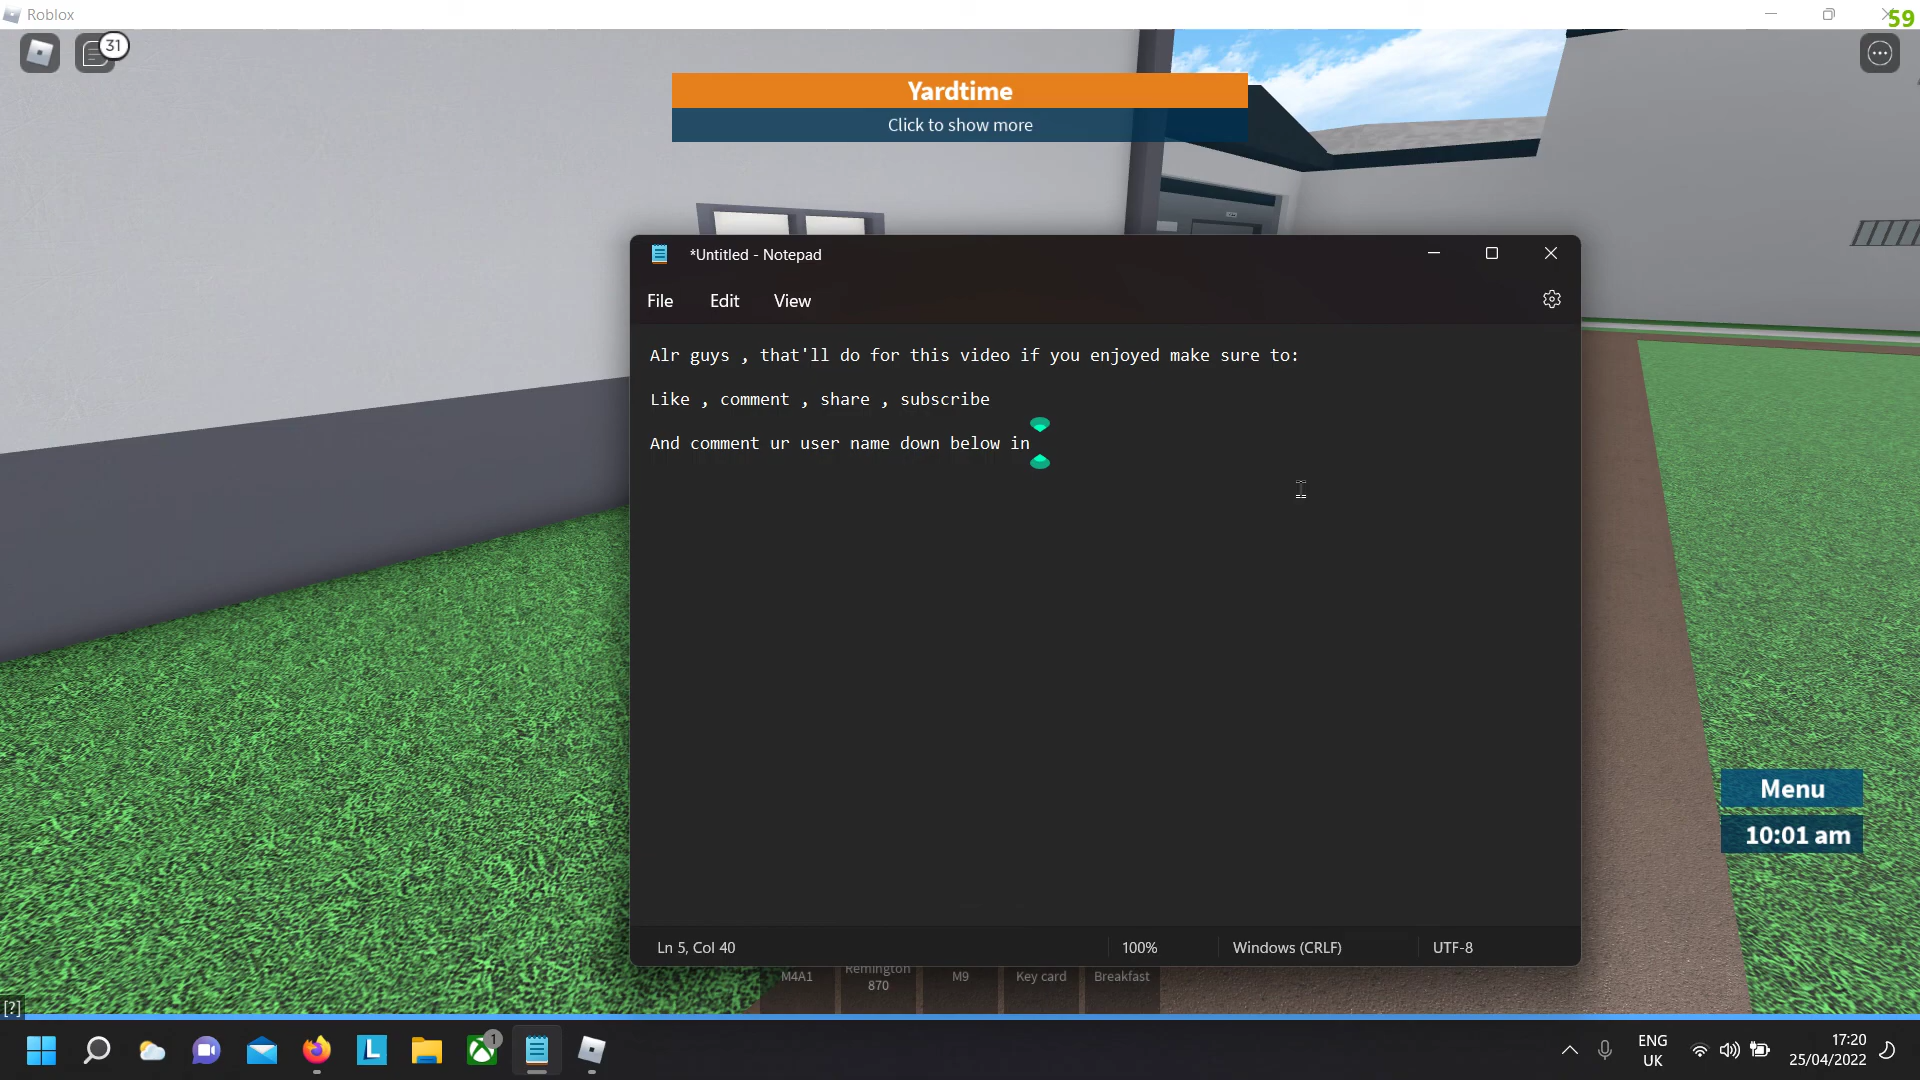 Roblox
59
31
Yardtime
Click to show more
*Untitled - Notepad
File Edit View
Alr guys , that'll do for this video if you enjoyed make sure to:
Like , comment , share , subscribe
And comment ur user name down below in
Menu
10:01 am
Ln 5, Col 40 100% Windows (CRLF) UTF-8
M4A1 Remington 870 M9 Key card Breakfast
[?]
L
1
ENG
UK
17:20
25/04/2022